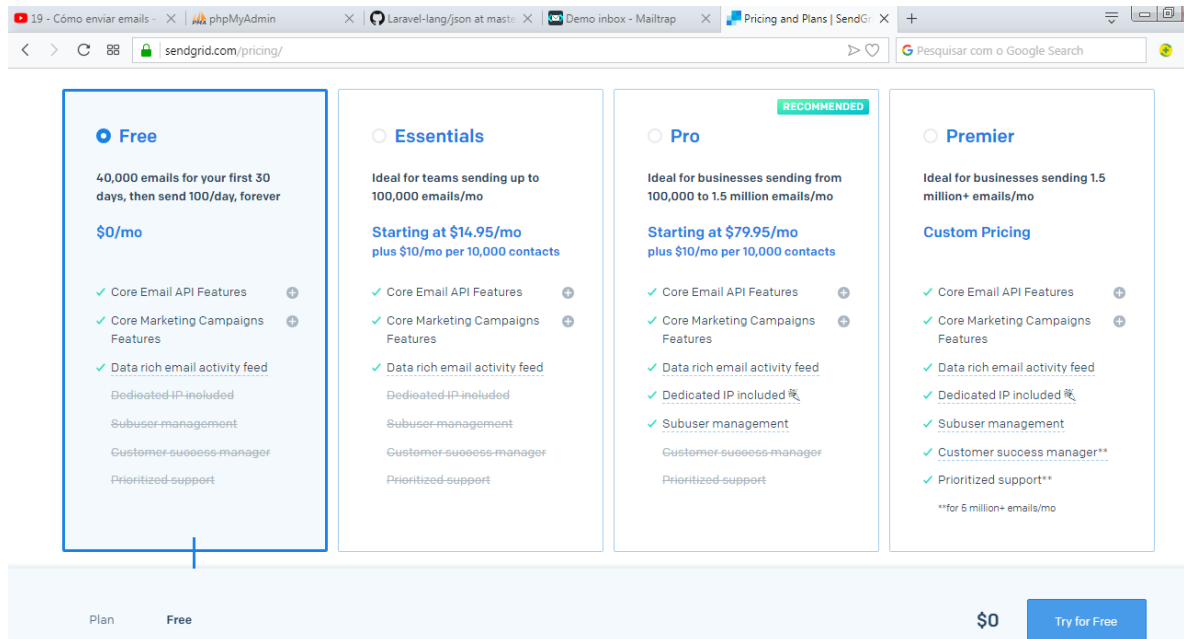 19 - Cómo enviar emails -
phpMyAdmin
Laravel-lang/json at maste
Demo inbox - Mailtrap
Pricing and Plans | SendGr
sendgrid.com/pricing/
Pesquisar com o Google Search
RECOMMENDED
Free
40,000 emails for your first 30
days, then send 100/day, forever
$0/mo
Core Email API Features
Core Marketing Campaigns
Features
Data rich email activity feed
Dedicated IP included
Subuser management
Customer success manager
Prioritized support
Essentials
Ideal for teams sending up to
100,000 emails/mo
Starting at $14.95/mo
plus $10/mo per 10,000 contacts
Core Email API Features
Core Marketing Campaigns
Features
Data rich email activity feed
Dedicated IP included
Subuser management
Customer success manager
Prioritized support
Pro
Ideal for businesses sending from
100,000 to 1.5 million emails/mo
Starting at $79.95/mo
plus $10/mo per 10,000 contacts
Core Email API Features
Core Marketing Campaigns
Features
Data rich email activity feed
Dedicated IP included
Subuser management
Customer success manager
Prioritized support
Premier
Ideal for businesses sending 1.5
million+ emails/mo
Custom Pricing
Core Email API Features
Core Marketing Campaigns
Features
Data rich email activity feed
Dedicated IP included
Subuser management
Customer success manager**
Prioritized support**
**for 5 million+ emails/mo
Plan
Free
$0
Try for Free